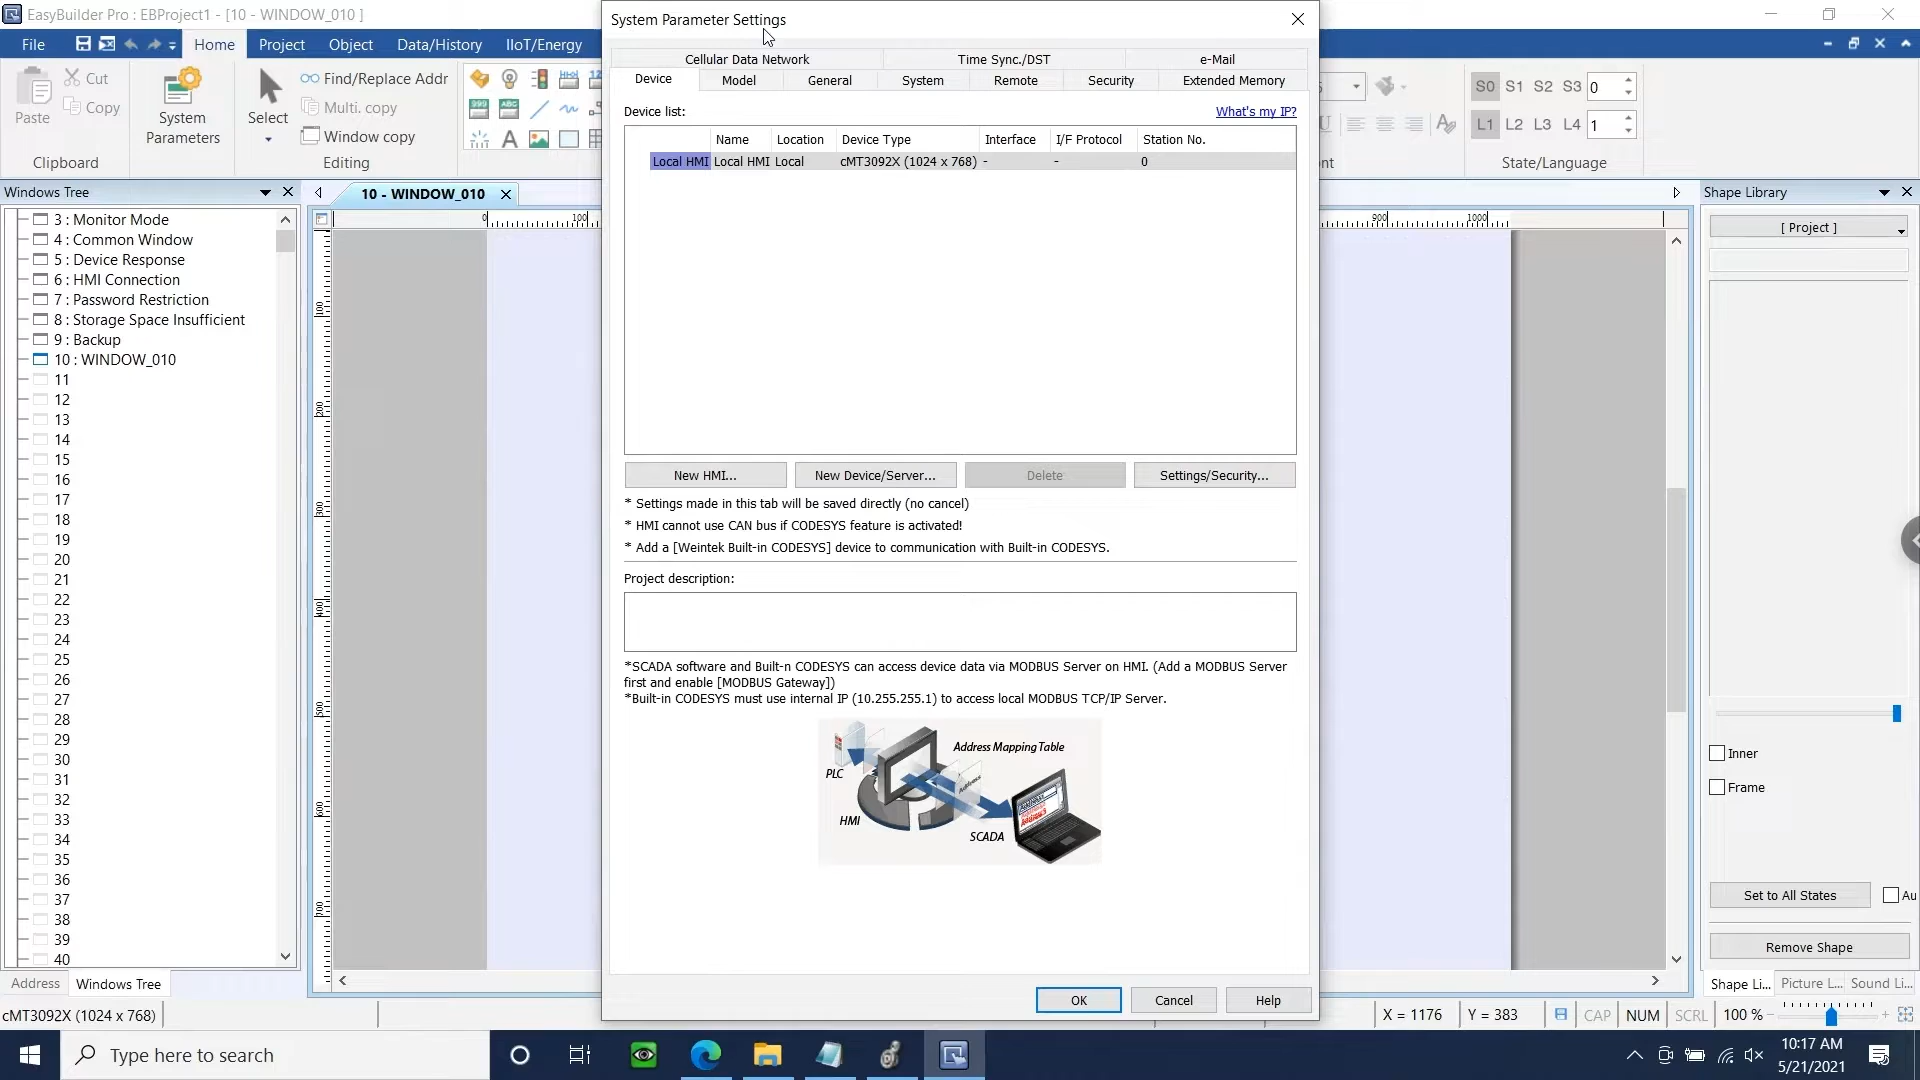 EasyBuilder Pro : EBProject1 - [10 - WINDOW_010 ]
System Parameter Settings
File
Home
Project
Object
Data/History
IIoT/Energy
Cut
Copy
Paste
Clipboard
System
Parameters
Select
Find/Replace Addr
Multi. copy
Window copy
Editing
S0 S1 S2 S3 0
L1 L2 L3 L4 1
State/Language
Cellular Data Network
Time Sync./DST
e-Mail
Device
Model
General
System
Remote
Security
Extended Memory
Device list:
What's my IP?
Name Location Device Type Interface I/F Protocol Station No.
Local HMI Local HMI Local cMT3092X (1024 x 768) - - 0
New HMI...
New Device/Server...
Delete
Settings/Security...
* Settings made in this tab will be saved directly (no cancel)
* HMI cannot use CAN bus if CODESYS feature is activated!
* Add a [Weintek Built-in CODESYS] device to communication with Built-in CODESYS.
Project description:
*SCADA software and Built-n CODESYS can access device data via MODBUS Server on HMI. (Add a MODBUS Server
first and enable [MODBUS Gateway])
*Built-in CODESYS must use internal IP (10.255.255.1) to access local MODBUS TCP/IP Server.
Address Mapping Table
PLC
HMI
SCADA
OK
Cancel
Help
Windows Tree
3 : Monitor Mode
4 : Common Window
5 : Device Response
6 : HMI Connection
7 : Password Restriction
8 : Storage Space Insufficient
9 : Backup
10 : WINDOW_010
11
12
13
14
15
16
17
18
19
20
21
22
23
24
25
26
27
28
29
30
31
32
33
34
35
36
37
38
39
40
Address
Windows Tree
10 - WINDOW_010
0 100 900 1000
100
200
300
400
500
600
700
Shape Library
[ Project ]
Inner
Frame
Set to All States
Au
Remove Shape
Shape Li...
Picture L...
Sound Li...
cMT3092X (1024 x 768)
X = 1176
Y = 383
CAP
NUM
SCRL
100 %
Type here to search
10:17 AM
5/21/2021